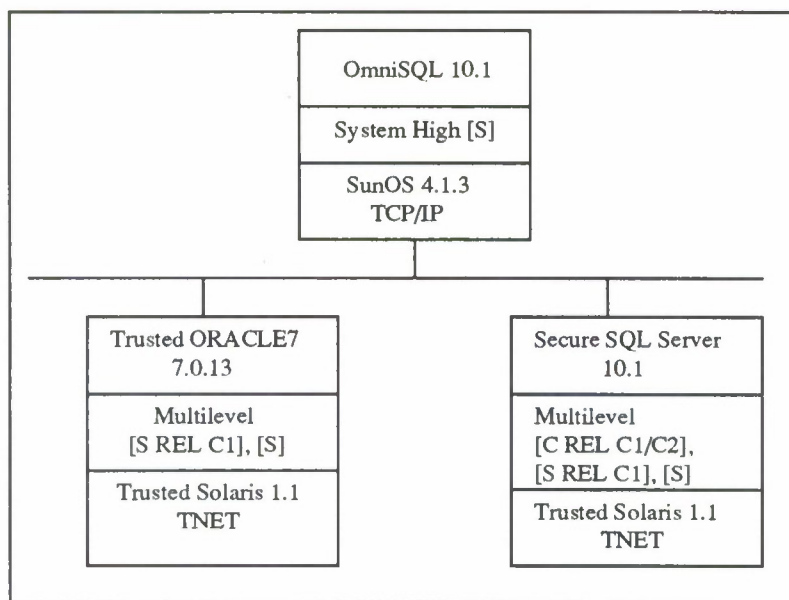 OmniSQL 10.1
System High [S]
SunOS 4.1.3
TCP/IP
Trusted ORACLE7
7.0.13
Multilevel
[S REL C1], [S]
Trusted Solaris 1.1
TNET
Secure SQL Server
10.1
Multilevel
[C REL C1/C2],
[S REL C1], [S]
Trusted Solaris 1.1
TNET